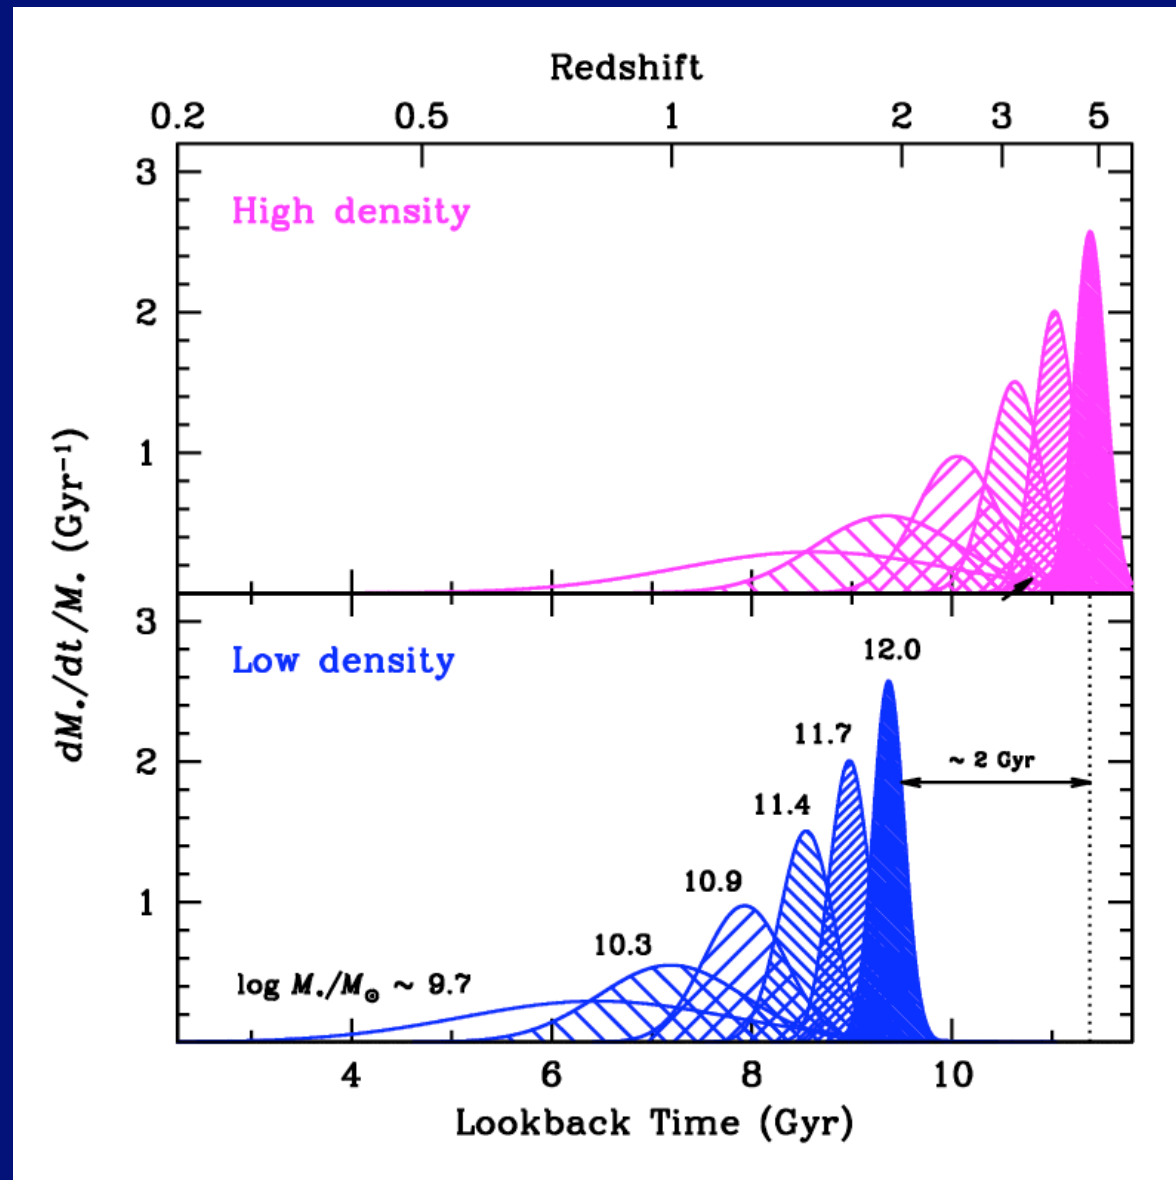 Redshift
0.2 0.5 1 2 3 5
3
High density
2
1
dM⋆/dt/M⋆ (Gyr⁻¹)
3
Low density
12.0
11.7
2
~ 2 Gyr
11.4
1
10.9
10.3
log M⋆/M⊙ ~ 9.7
4 6 8 10
Lookback Time (Gyr)